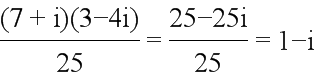 (7 + i)(3−4i) / 25 = 25−25i / 25 = 1−i